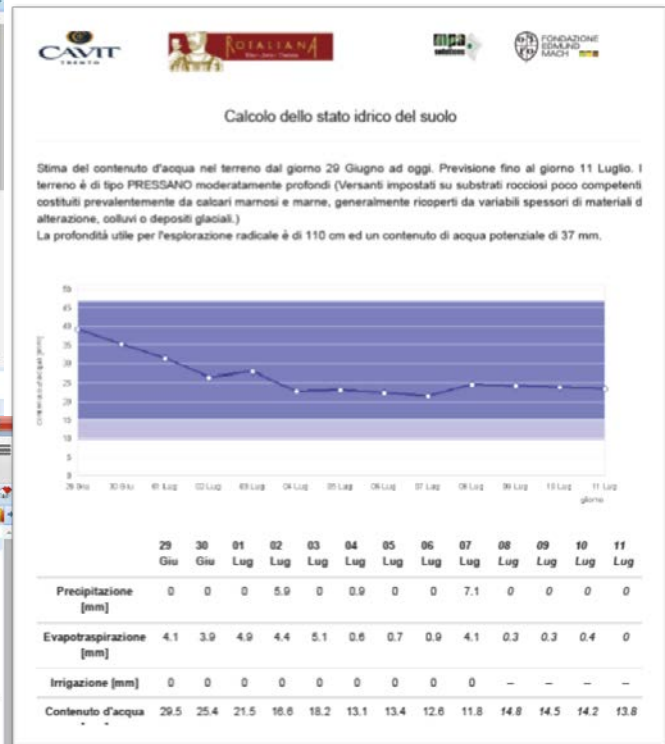 CAVIT
TRENTO
ROTALIANA
mpa
solutions
FONDAZIONE
EDMUND
MACH
Calcolo dello stato idrico del suolo
Stima del contenuto d'acqua nel terreno dal giorno 29 Giugno ad oggi. Previsione fino al giorno 11 Luglio. I
terreno è di tipo PRESSANO moderatamente profondi (Versanti impostati su substrati rocciosi poco competenti
costituiti prevalentemente da calcari marnosi e marne, generalmente ricoperti da variabili spessori di materiali d
alterazione, colluvi o depositi glaciali.)
La profondità utile per l'esplorazione radicale è di 110 cm ed un contenuto di acqua potenziale di 37 mm.
50
45
40
35
30
25
20
15
10
5
0
29 Giu 30 Giu 01 Lug 02 Lug 03 Lug 04 Lug 05 Lug 06 Lug 07 Lug 08 Lug 09 Lug 10 Lug 11 Lug
giorno
29 30 01 02 03 04 05 06 07 08 09 10 11
Giu Giu Lug Lug Lug Lug Lug Lug Lug Lug Lug Lug Lug
Precipitazione [mm] 0 0 0 5.9 0 0.9 0 0 7.1 0 0 0 0
Evapotraspirazione [mm] 4.1 3.9 4.9 4.4 5.1 0.6 0.7 0.9 4.1 0.3 0.3 0.4 0
Irrigazione [mm] 0 0 0 0 0 0 0 0 0 – – – –
Contenuto d'acqua 29.5 25.4 21.5 16.6 18.2 13.1 13.4 12.6 11.8 14.8 14.5 14.2 13.8